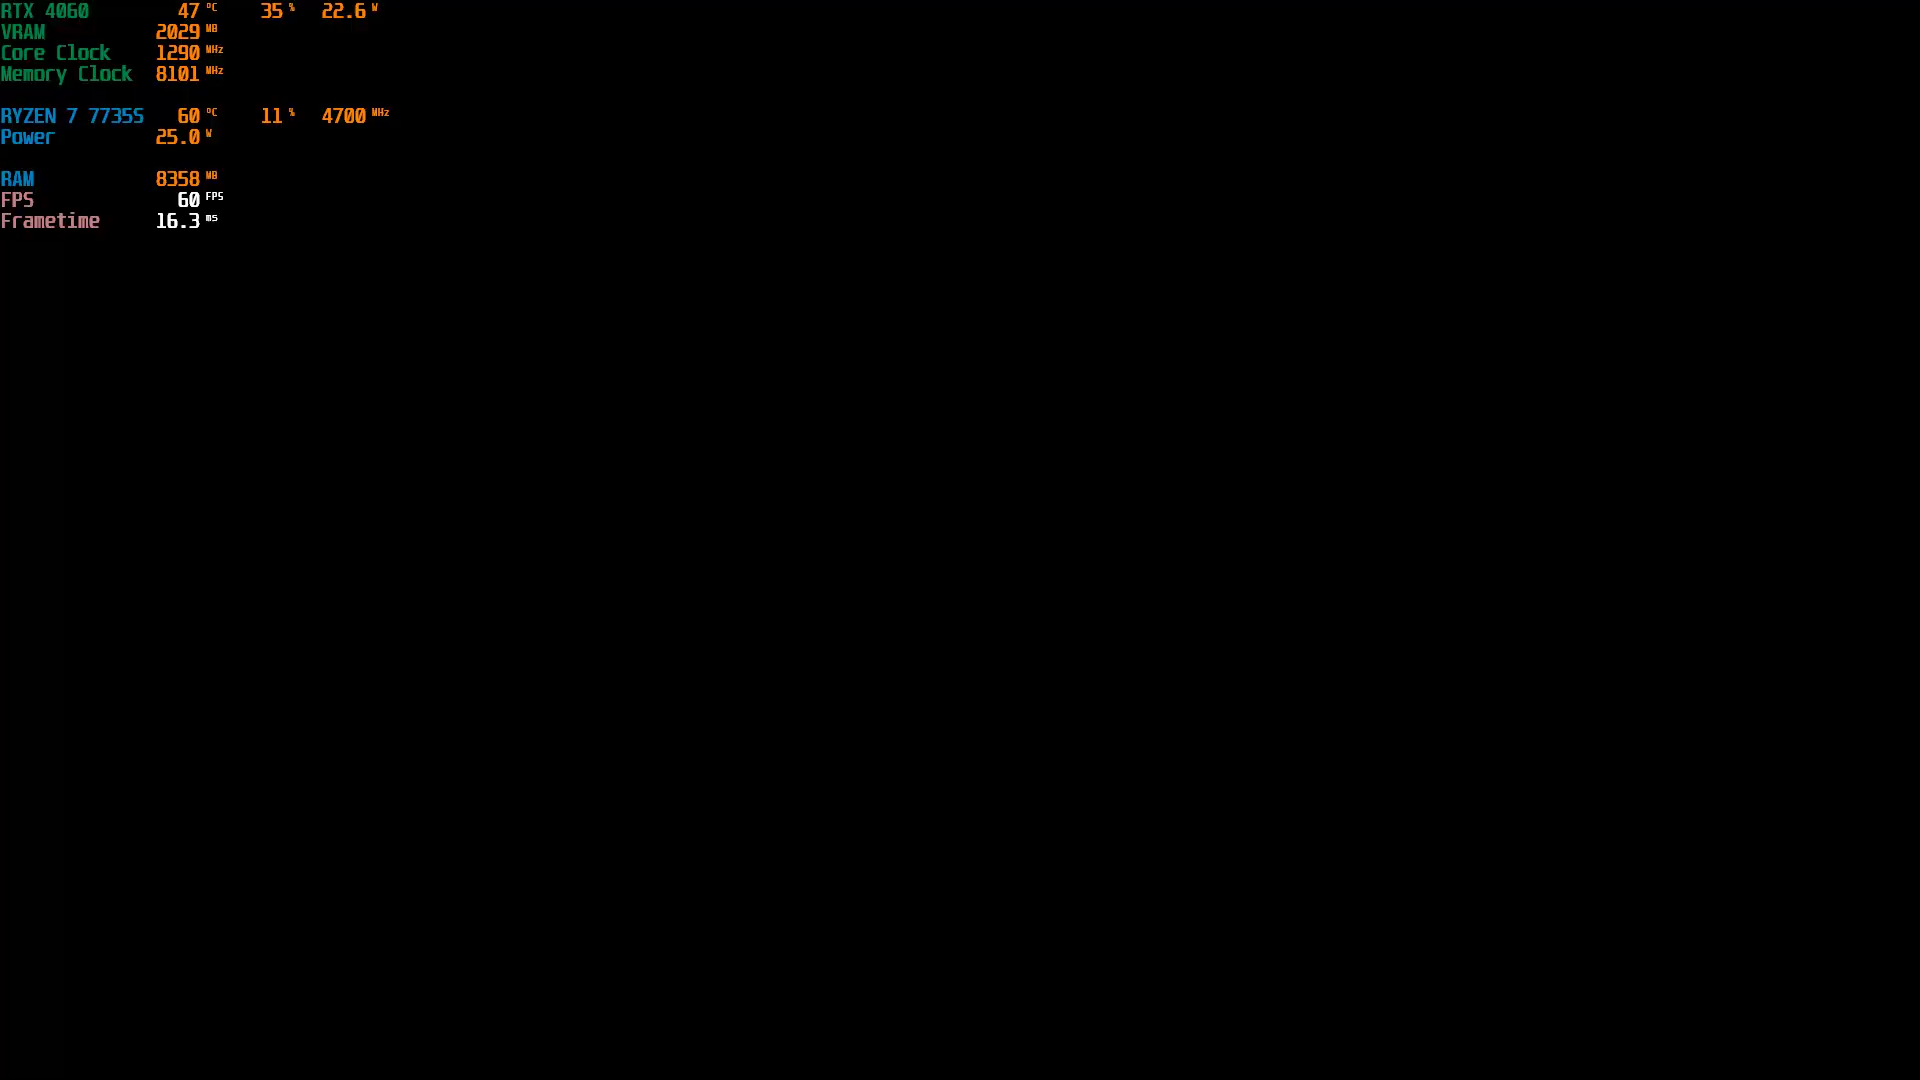 RTX 4060 47 °C 35 % 22.6 W
VRAM 2029 MB
Core Clock 1290 MHz
Memory Clock 8101 MHz
RYZEN 7 7735S 60 °C 11 % 4700 MHz
Power 25.0 W
RAM 8358 MB
FPS 60 FPS
Frametime 16.3 ms